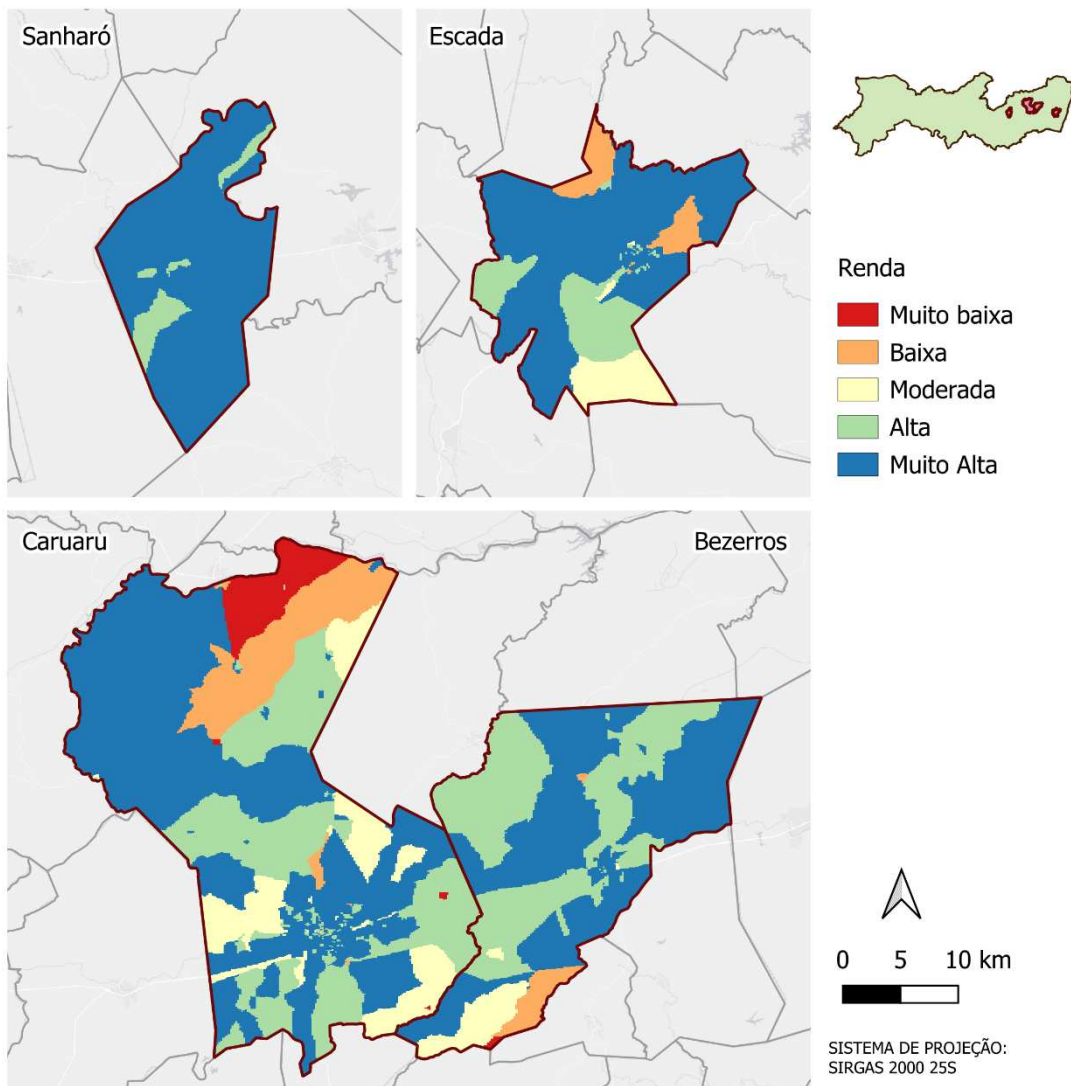 Sanharó
Escada
Renda
Muito baixa
Baixa
Moderada
Alta
Muito Alta
Caruaru
Bezerros
0 5 10 km
SISTEMA DE PROJEÇÃO:
SIRGAS 2000 25S